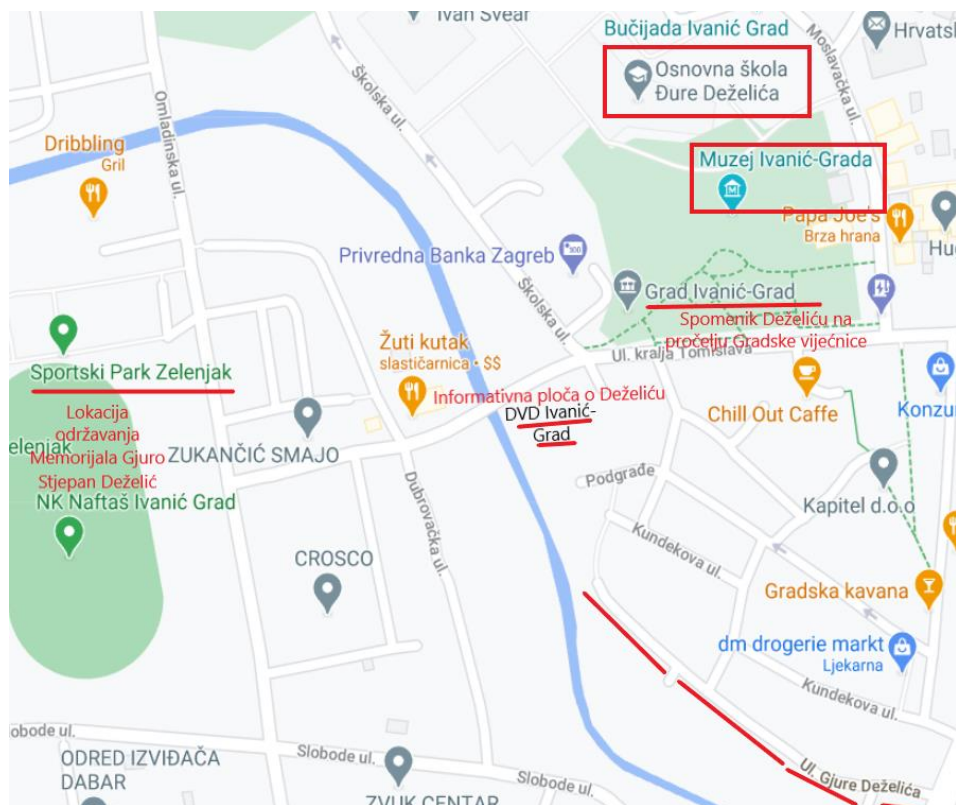 Ivan Švear
Bučijada Ivanić Grad
Hrvatsk
Osnovna škola
Đure Deželića
Moslavačka ul.
Školska ul.
Omladinska ul.
Dribbling
Gril
Muzej Ivanić-Grada
Papa Joe's
Brza hrana
Hu
Privredna Banka Zagreb
Grad Ivanić-Grad
Spomenik Deželiću na
pročelju Gradske vijećnice
Školska ul.
Ul. kralja Tomislava
Žuti kutak
slastičarnica · $$
Sportski Park Zelenjak
Informativna ploča o Deželiću
DVD Ivanić-
Grad
Chill Out Caffe
Konzu
Lokacija
održavanja
Memorijala Gjuro
Stjepan Deželić
elenjak
ZUKANČIĆ SMAJO
NK Naftaš Ivanić Grad
Podgrađe
Dubrovačka ul.
Kapitel d.o.o
Kundekova ul.
CROSCO
Gradska kavana
dm drogerie markt
Ljekarna
Kundekova ul.
obode ul.
Slobode ul.
Slobode ul.
Ul. Gjure Deželića
ODRED IZVIĐAČA
DABAR
ZVUK CENTAR